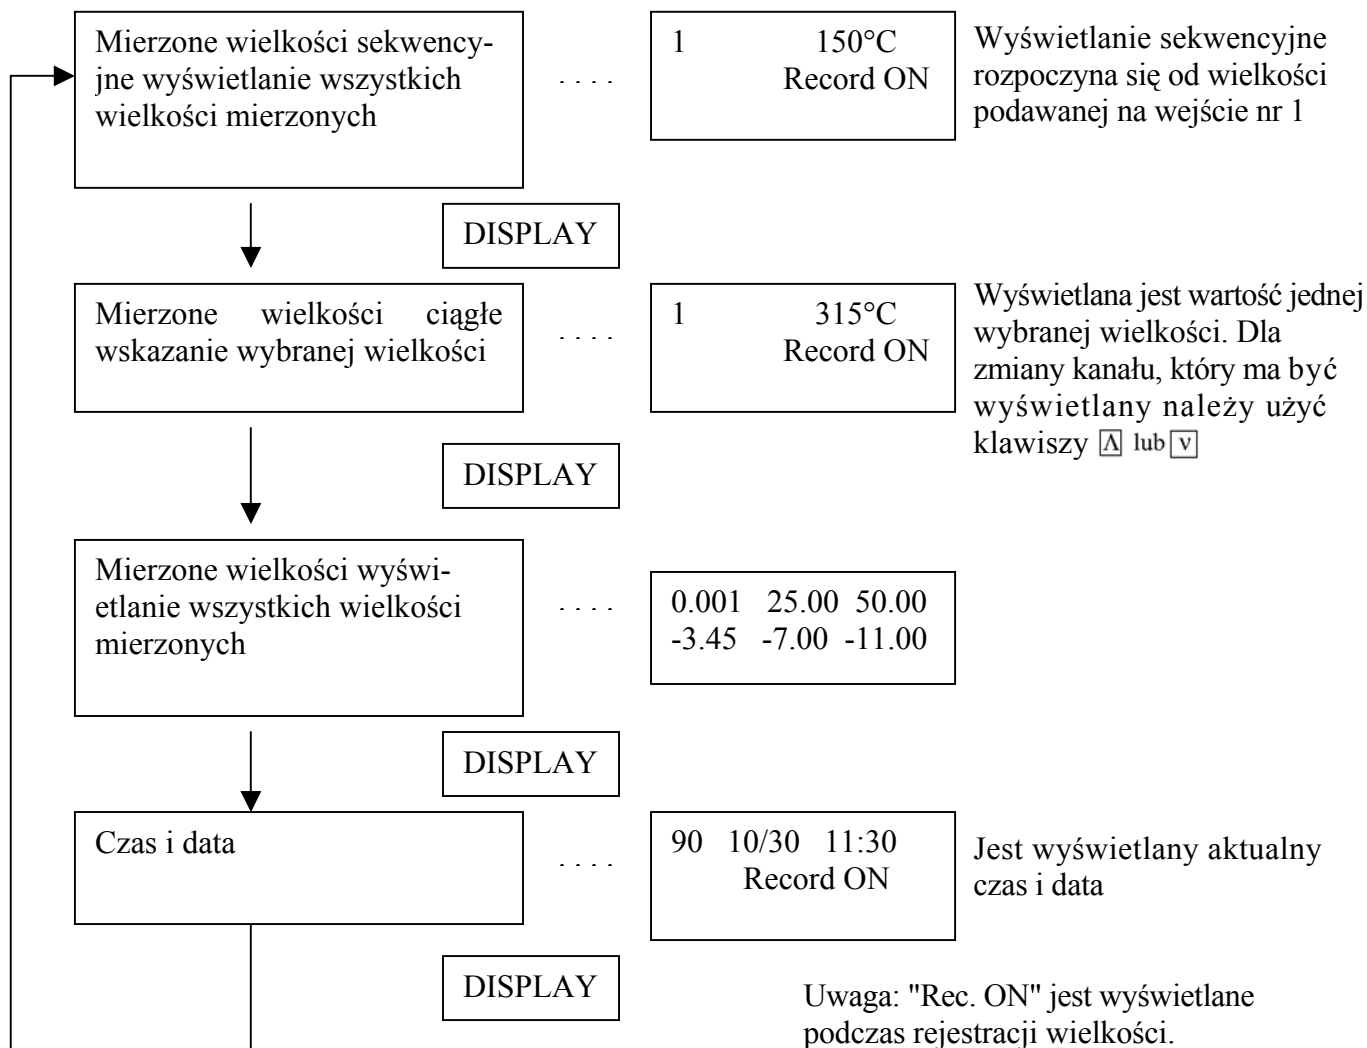 Mierzone wielkości sekwency-
jne wyświetlanie wszystkich
wielkości mierzonych
. . . .
1 150°C
Record ON
Wyświetlanie sekwencyjne
rozpoczyna się od wielkości
podawanej na wejście nr 1
DISPLAY
Mierzone wielkości ciągłe
wskazanie wybranej wielkości
. . . .
1 315°C
Record ON
Wyświetlana jest wartość jednej
wybranej wielkości. Dla
zmiany kanału, który ma być
wyświetlany należy użyć
klawiszy Λ lub v
DISPLAY
Mierzone wielkości wyświ-
etlanie wszystkich wielkości
mierzonych
. . . .
0.001 25.00 50.00
-3.45 -7.00 -11.00
DISPLAY
Czas i data
. . . .
90 10/30 11:30
Record ON
Jest wyświetlany aktualny
czas i data
DISPLAY
Uwaga: "Rec. ON" jest wyświetlane
podczas rejestracji wielkości.